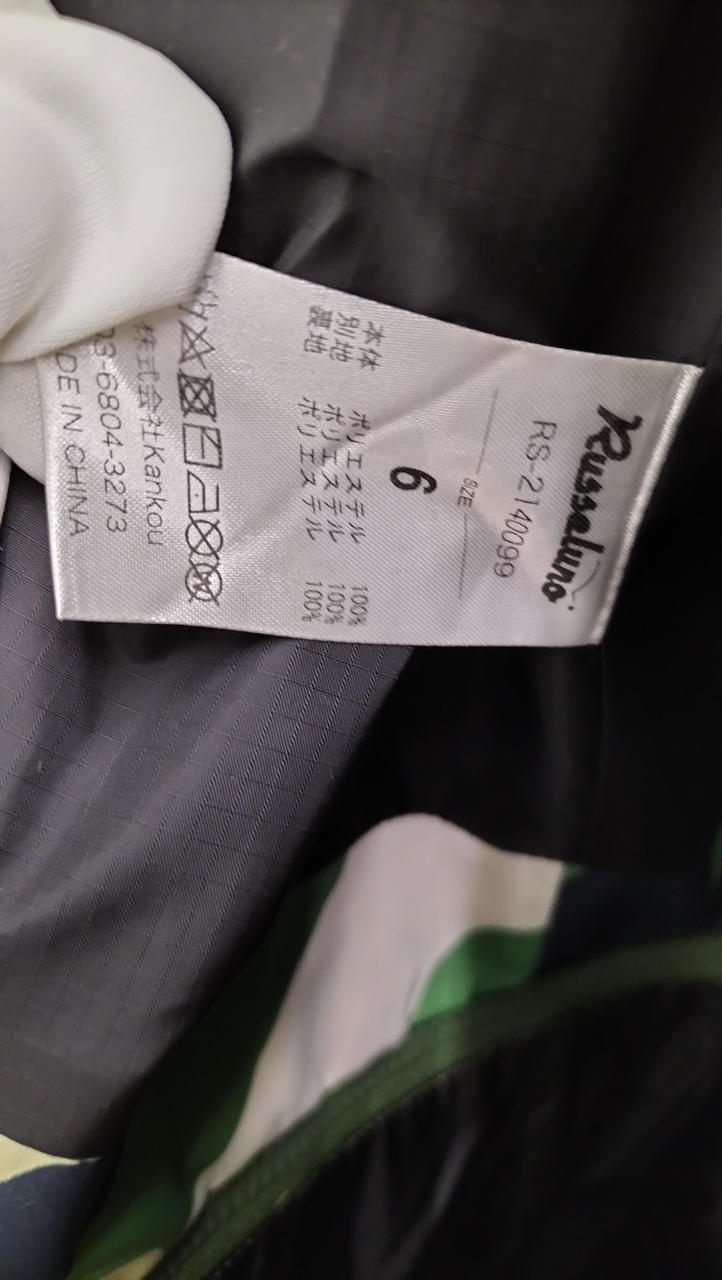 Russeluno
RS-2140099
SIZE
6
本体 ポリエステル 100%
別地 ポリエステル 100%
裏地 ポリエステル 100%
株式会社Kankou
03-6804-3273
DE IN CHINA